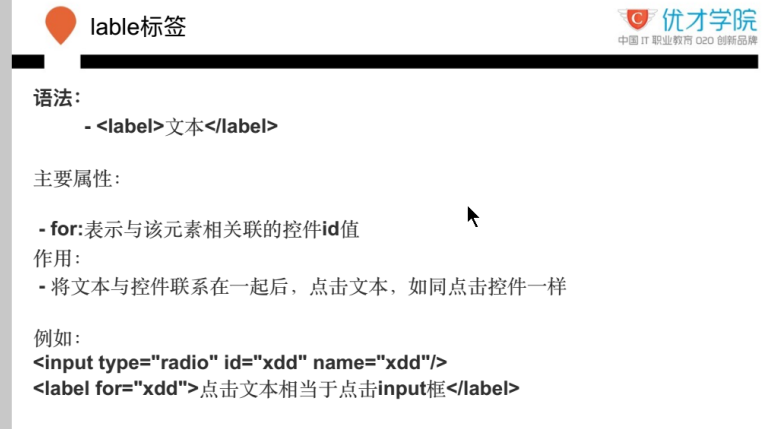 lable标签
优才学院
中国 IT 职业教育 O2O 创新品牌
语法：
- <label>文本</label>
主要属性：
- for:表示与该元素相关联的控件id值
作用：
- 将文本与控件联系在一起后，点击文本，如同点击控件一样
例如：
<input type="radio" id="xdd" name="xdd"/>
<label for="xdd">点击文本相当于点击input框</label>